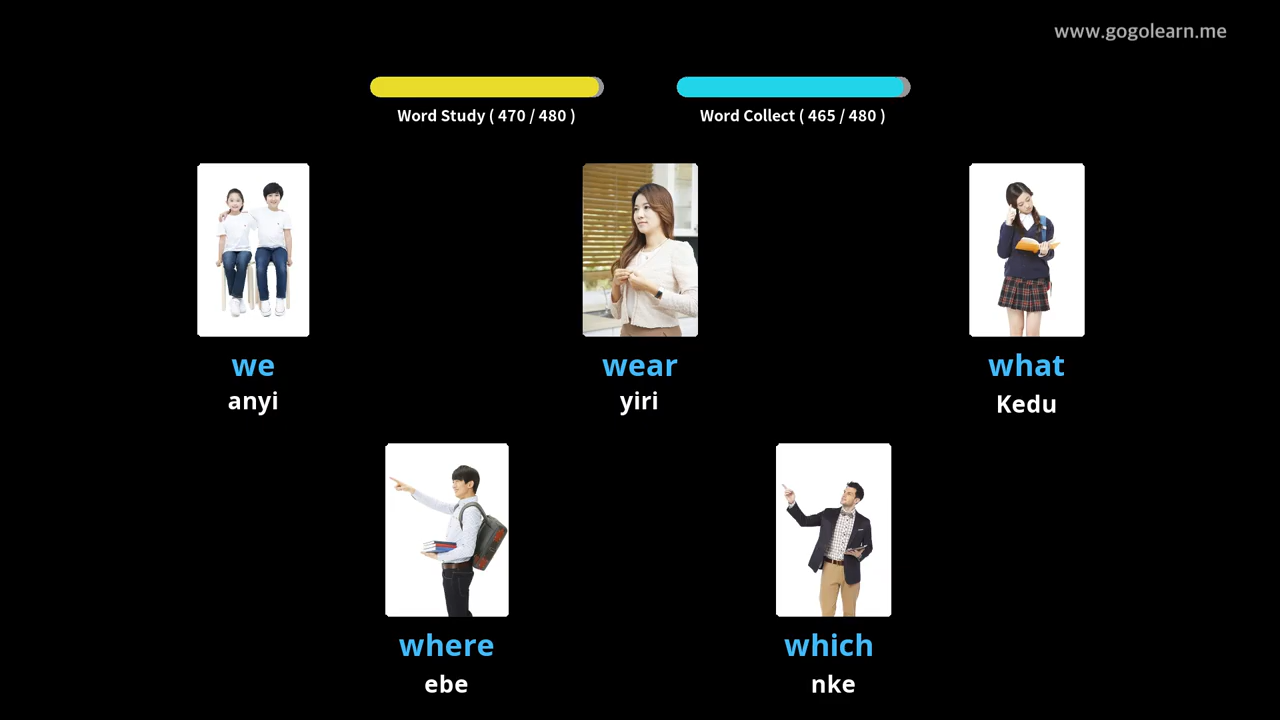 www.gogolearn.me
Word Study ( 470 / 480 )
Word Collect ( 465 / 480 )
we
anyi
wear
yiri
what
Kedu
where
ebe
which
nke